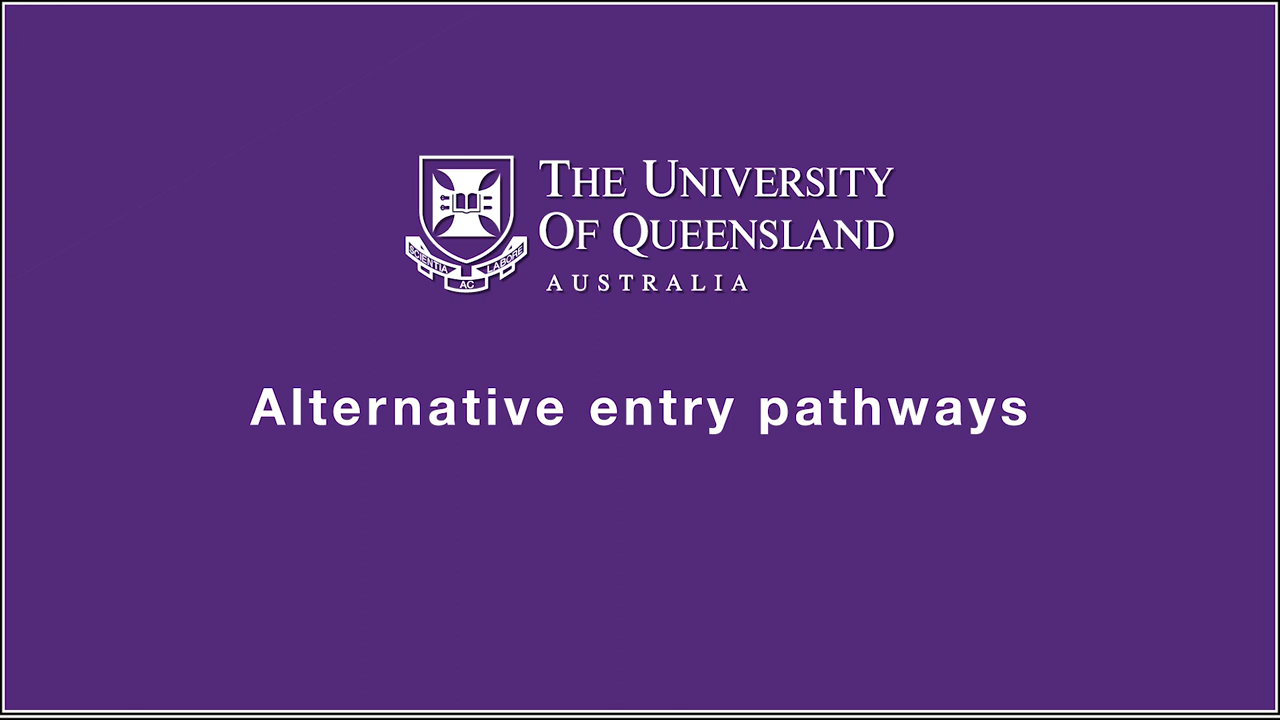 THE UNIVERSITY
OF QUEENSLAND
AUSTRALIA
SCIENTIA AC LABORE
Alternative entry pathways